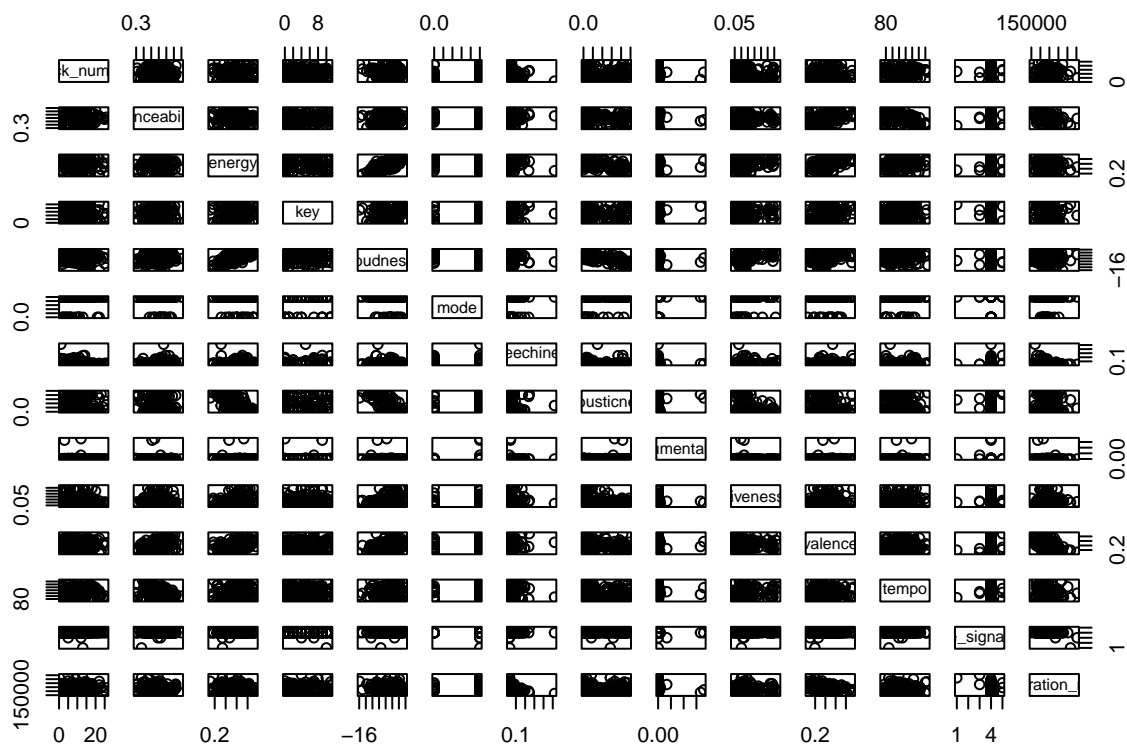 0.3 0 8 0.0 0.0 0.05 80 150000
ck_num
0
0.3
nceabi
energy
0.2
0
key
oudnes
−16
0.0
mode
eechine
0.1
0.0
ousticne
umenta
0.00
0.05
iveness
valence
0.2
80
tempo
_signa
1
150000
ration_
0 20 0.2 −16 0.1 0.00 0.2 1 4